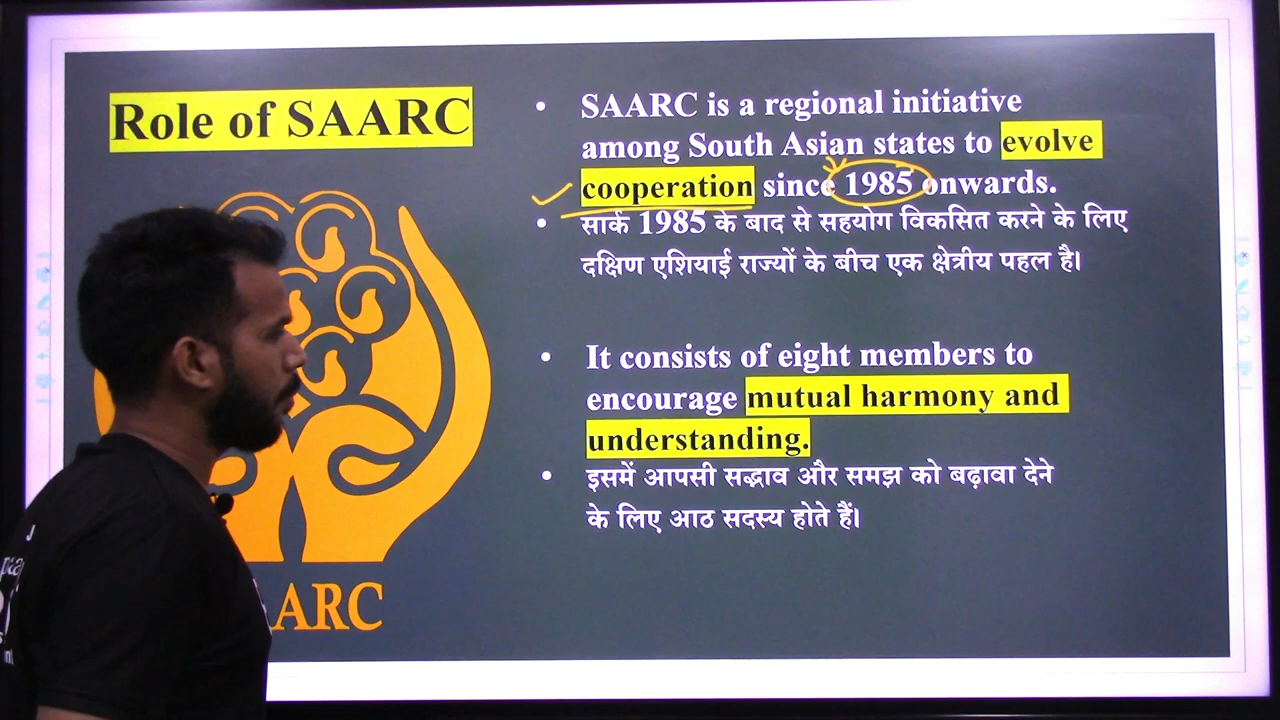 Role of SAARC
• SAARC is a regional initiative
among South Asian states to evolve
cooperation since 1985 onwards.
• सार्क 1985 के बाद से सहयोग विकसित करने के लिए
दक्षिण एशियाई राज्यों के बीच एक क्षेत्रीय पहल है।
• It consists of eight members to
encourage mutual harmony and
understanding.
• इसमें आपसी सद्भाव और समझ को बढ़ावा देने
के लिए आठ सदस्य होते हैं।
ARC